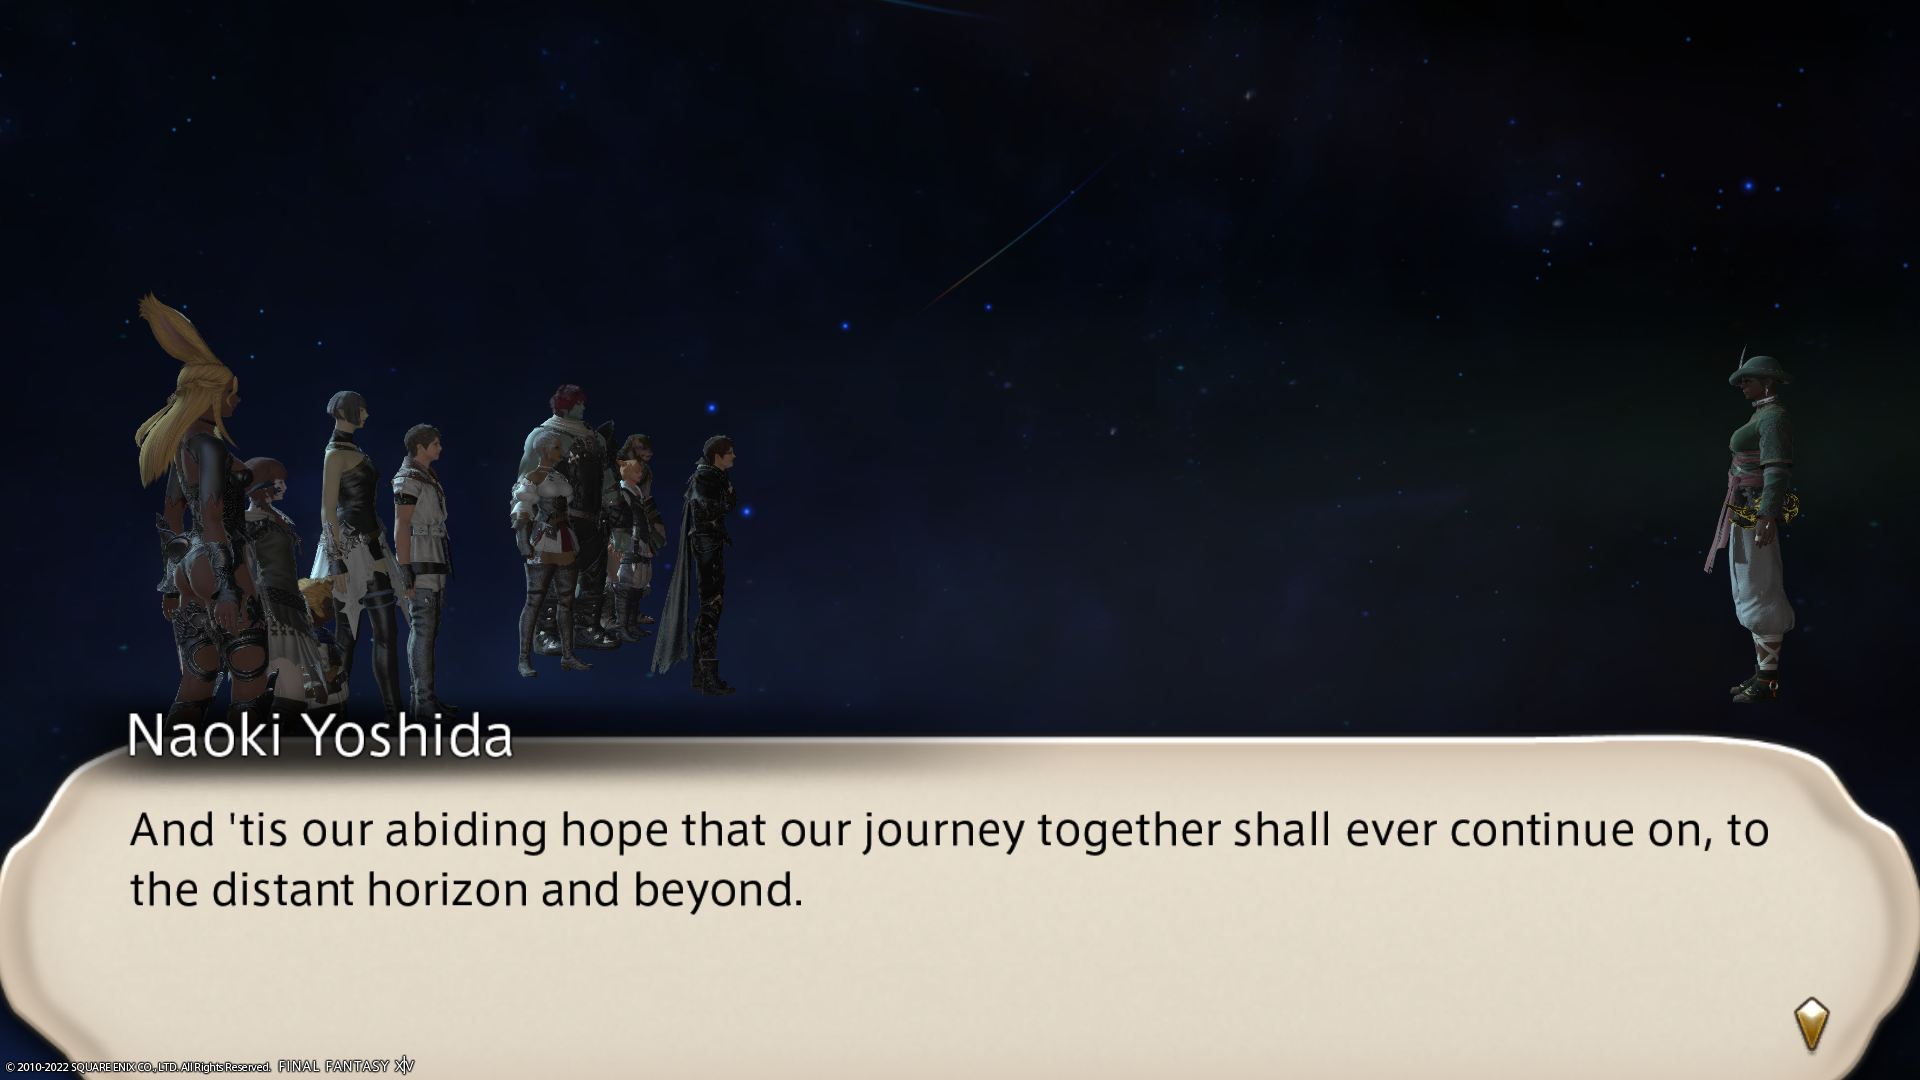 Naoki Yoshida
And 'tis our abiding hope that our journey together shall ever continue on, to
the distant horizon and beyond.
© 2010-2022 SQUARE ENIX CO., LTD. All Rights Reserved. FINAL FANTASY XIV